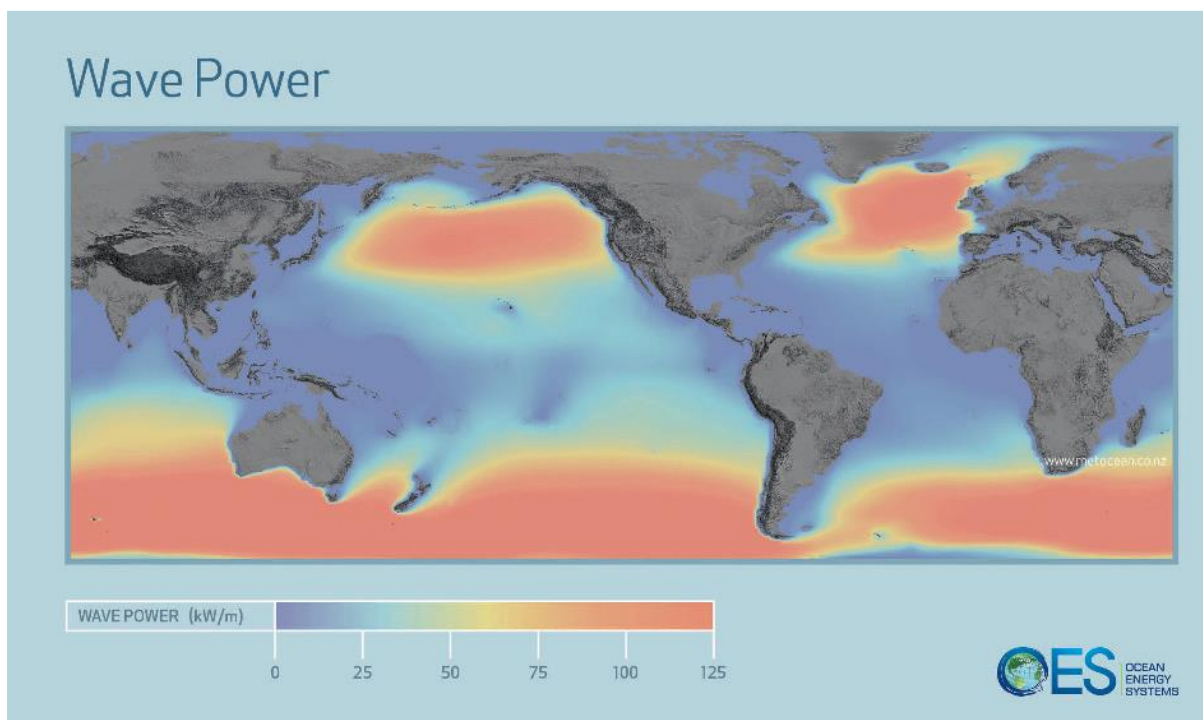 Wave Power
www.metocean.co.nz
WAVE POWER (kW/m)
0 25 50 75 100 125
OES OCEAN
ENERGY
SYSTEMS